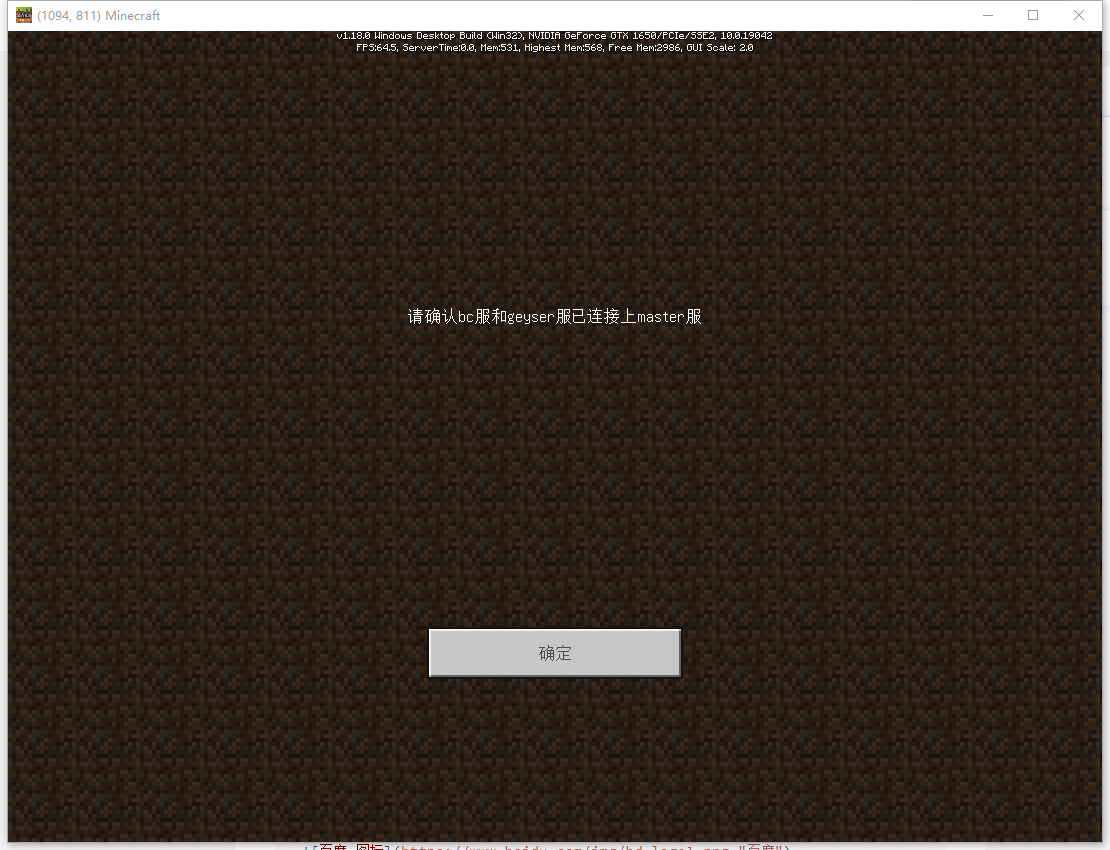 (1094, 811) Minecraft
v1.18.0 Windows Desktop Build (Win32), NVIDIA GeForce GTX 1650/PCIe/SSE2, 10.0.19042
FPS:64.5, ServerTime:0.0, Mem:531, Highest Mem:568, Free Mem:2986, GUI Scale: 2.0
请确认bc服和geyser服已连接上master服
确定